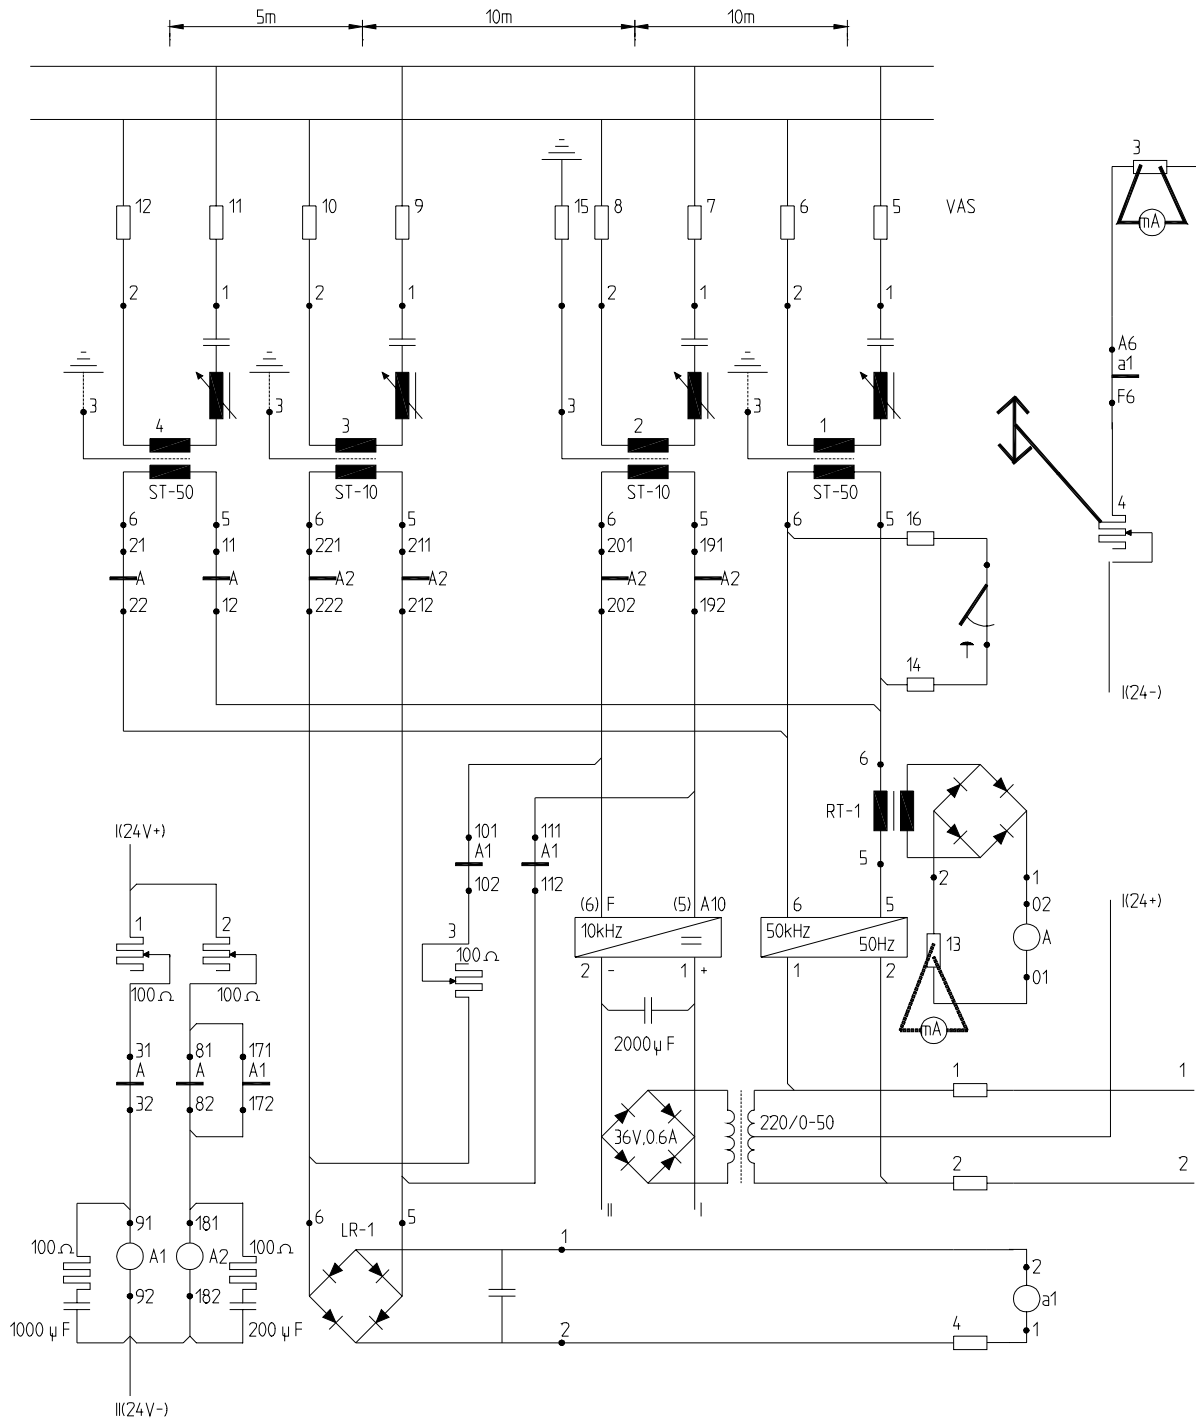 5m 10m 10m
3
12 11 10 9 15 8 7 6 5 VAS
mA
2 1 2 1 2 1 2 1
A6
a1
3 3 3 3
F6
4 3 2 1
ST-50 ST-10 ST-10 ST-50
4
6 5 6 5 6 5 6 5 16
21 11 221 211 201 191
A A A2 A2 A2 A2
22 12 222 212 202 192
14
I(24-)
6
RT-1
I(24V+) 101 111
A1 A1
5
102 112 2 1
(6) F (5) A10 6 5 02 I(24+)
1 2 3 10kHz 50kHz 50Hz 13 A
100Ω
2 - 1 + 1 2 01
100Ω 100Ω
mA
2000μF
31 81 171
A A A1
1 1
32 82 172
220/0-50
36V,0.6A
2 2
II I
91 181 6 LR-1 5 1
100Ω A1 A2 100Ω
2
92 182
a1
1000μF 200μF 2 4 1
II(24V-)